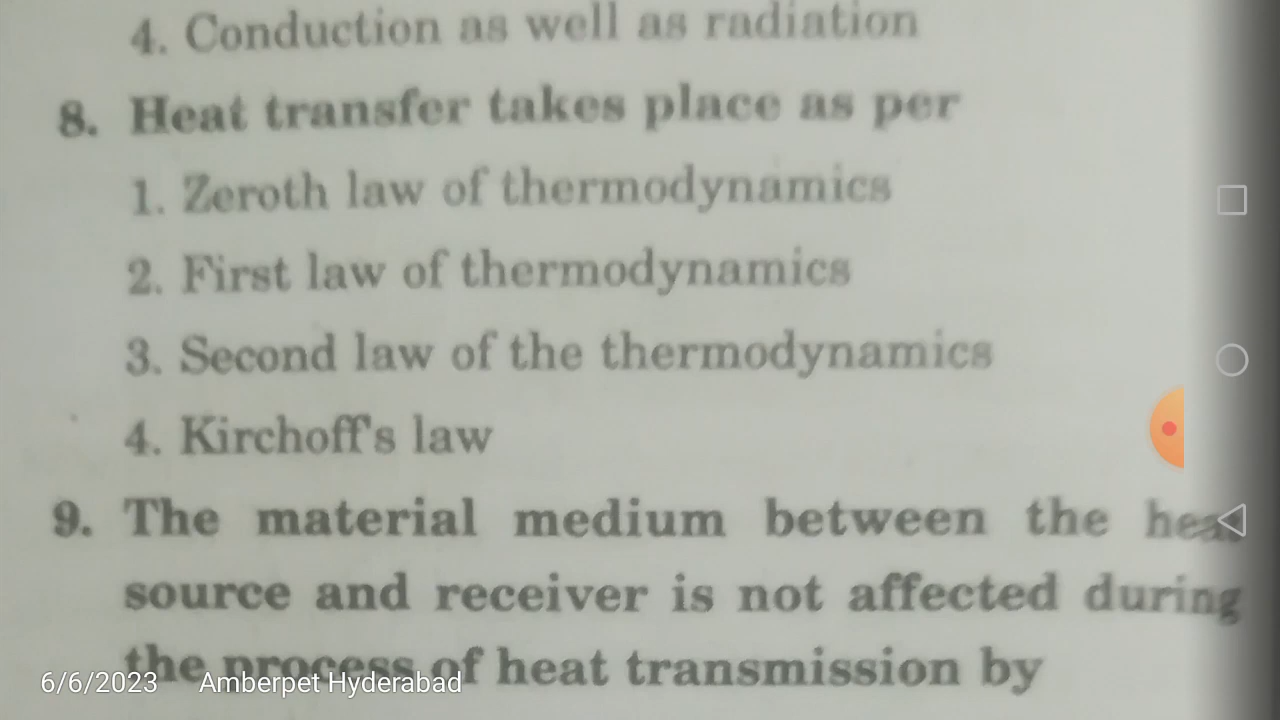 4. Conduction as well as radiation
8. Heat transfer takes place as per
1. Zeroth law of thermodynamics
2. First law of thermodynamics
3. Second law of the thermodynamics
4. Kirchoff's law
9. The material medium between the heat
source and receiver is not affected during
the process of heat transmission by
6/6/2023 Amberpet Hyderabad